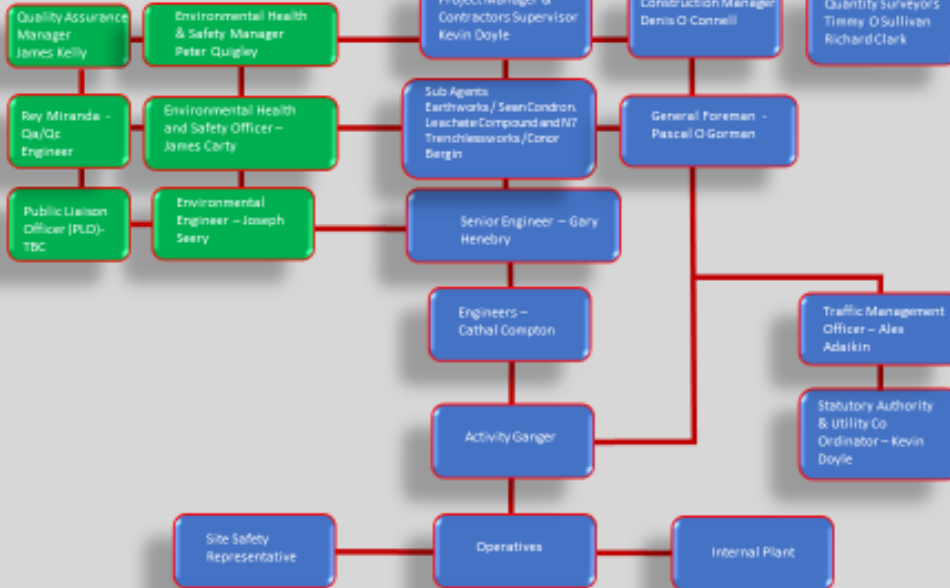 Quality Assurance
Manager
James Kelly
Environmental Health
& Safety Manager
Peter Quigley
Project Manager &
Contractors Supervisor
Kevin Doyle
Construction Manager
Denis O Connell
Quantity Surveyors
Timmy O Sullivan
Richard Clark
Rey Miranda -
Qa/Qc
Engineer
Environmental Health
and Safety Officer –
James Carty
Sub Agents
Earthworks / Sean Condron.
Leachate Compound and N7
Trenchless works / Conor
Bergin
General Foreman -
Pascal O Gorman
Public Liaison
Officer (PLO)-
TBC
Environmental
Engineer – Joseph
Seery
Senior Engineer – Gary
Henebry
Engineers –
Cathal Compton
Traffic Management
Officer – Alex
Adaikin
Activity Ganger
Statutory Authority
& Utility Co
Ordinator – Kevin
Doyle
Site Safety
Representative
Operatives
Internal Plant